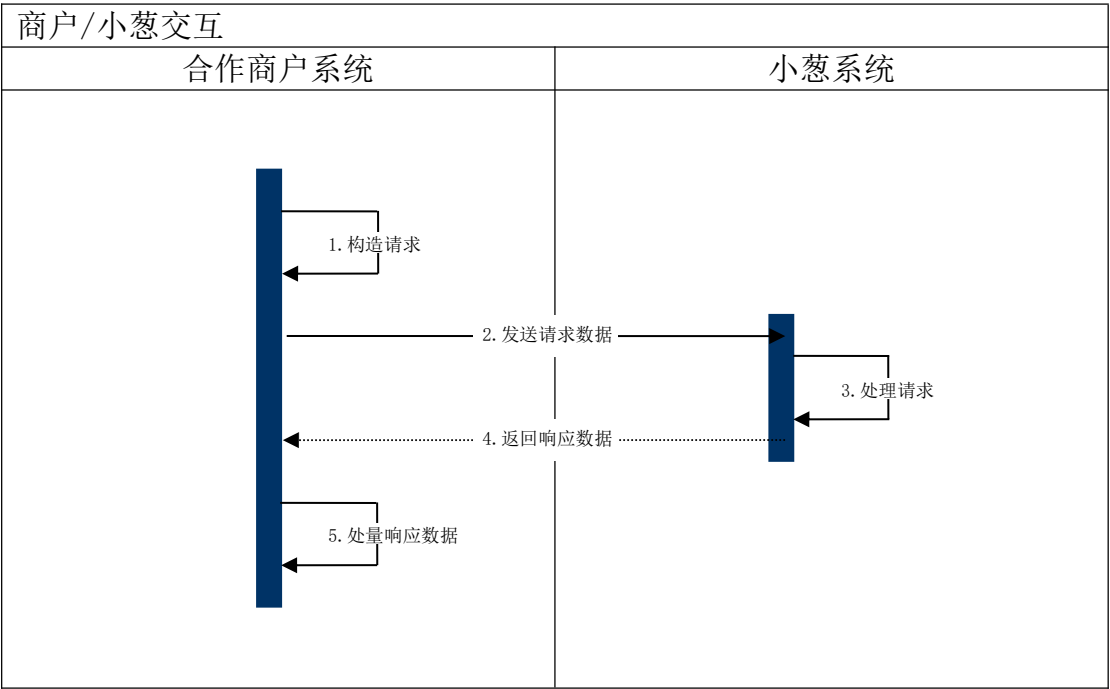 商户/小葱交互
合作商户系统
小葱系统
1.构造请求
2.发送请求数据
3.处理请求
4.返回响应数据
5.处量响应数据